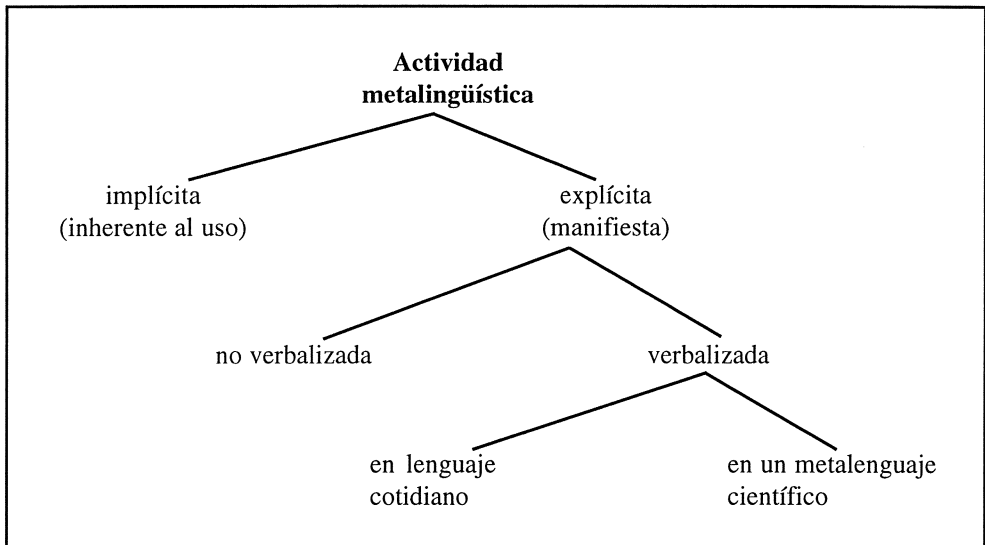 Actividad
metalingüística
implícita
(inherente al uso)
explícita
(manifiesta)
no verbalizada
verbalizada
en lenguaje
cotidiano
en un metalenguaje
científico